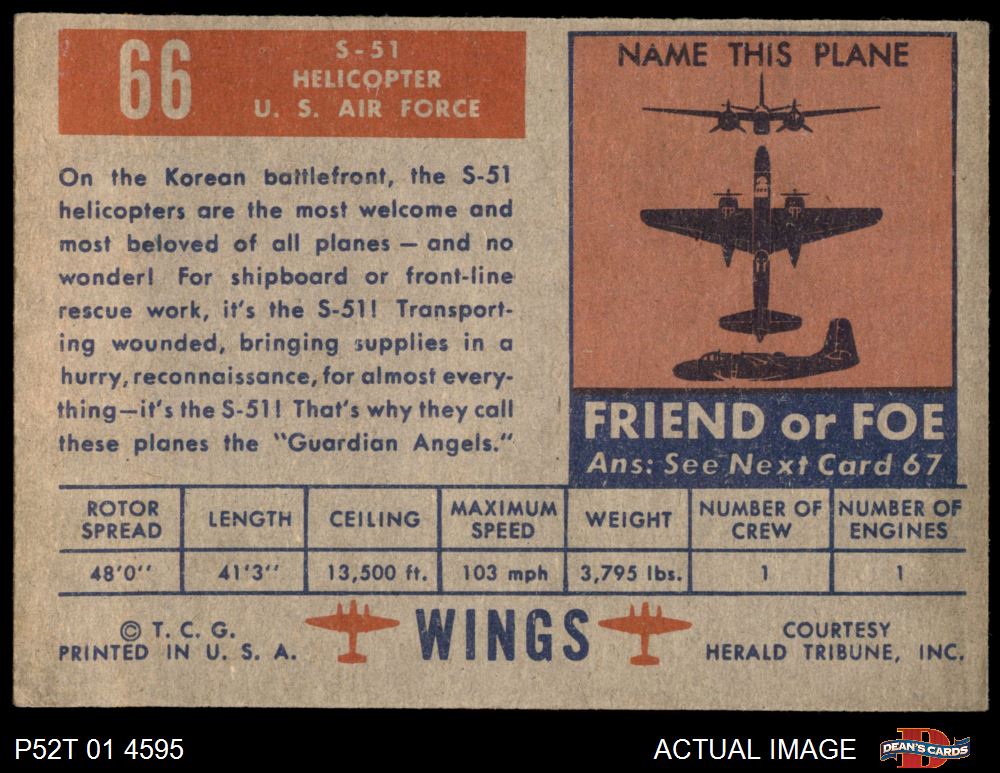 66
S-51
HELICOPTER
U. S. AIR FORCE
On the Korean battlefront, the S-51
helicopters are the most welcome and
most beloved of all planes — and no
wonder! For shipboard or front-line
rescue work, it's the S-51! Transport-
ing wounded, bringing supplies in a
hurry, reconnaissance, for almost every-
thing—it's the S-51! That's why they call
these planes the "Guardian Angels."
NAME THIS PLANE
FRIEND or FOE
Ans: See Next Card 67
ROTOR SPREAD LENGTH CEILING MAXIMUM SPEED WEIGHT NUMBER OF CREW NUMBER OF ENGINES
48'0" 41'3" 13,500 ft. 103 mph 3,795 lbs. 1 1
© T. C. G.
PRINTED IN U. S. A.
WINGS
COURTESY
HERALD TRIBUNE, INC.
P52T 01 4595
ACTUAL IMAGE
D
DEAN'S CARDS